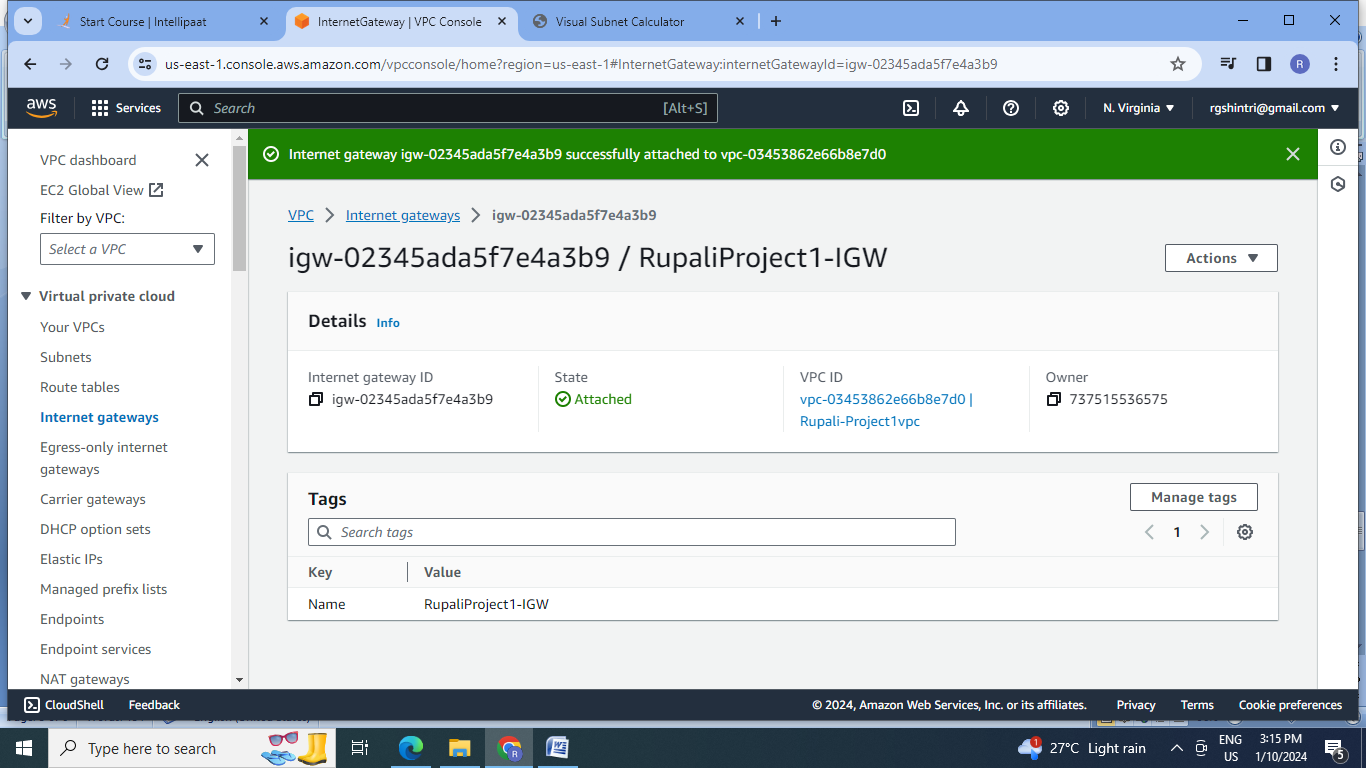 Start Course | Intellipaat
InternetGateway | VPC Console
Visual Subnet Calculator
us-east-1.console.aws.amazon.com/vpcconsole/home?region=us-east-1#InternetGateway:internetGatewayId=igw-02345ada5f7e4a3b9
R
aws
Services
Search
[Alt+S]
N. Virginia
rgshintri@gmail.com
VPC dashboard
EC2 Global View
Filter by VPC:
Select a VPC
Virtual private cloud
Your VPCs
Subnets
Route tables
Internet gateways
Egress-only internet
gateways
Carrier gateways
DHCP option sets
Elastic IPs
Managed prefix lists
Endpoints
Endpoint services
NAT gateways
Internet gateway igw-02345ada5f7e4a3b9 successfully attached to vpc-03453862e66b8e7d0
VPC
Internet gateways
igw-02345ada5f7e4a3b9
igw-02345ada5f7e4a3b9 / RupaliProject1-IGW
Actions
Details Info
Internet gateway ID
igw-02345ada5f7e4a3b9
State
Attached
VPC ID
vpc-03453862e66b8e7d0 |
Rupali-Project1vpc
Owner
737515536575
Tags
Manage tags
Search tags
1
Key
Value
Name
RupaliProject1-IGW
CloudShell
Feedback
© 2024, Amazon Web Services, Inc. or its affiliates.
Privacy
Terms
Cookie preferences
Type here to search
R
1
27°C Light rain
ENG
US
3:15 PM
1/10/2024
5